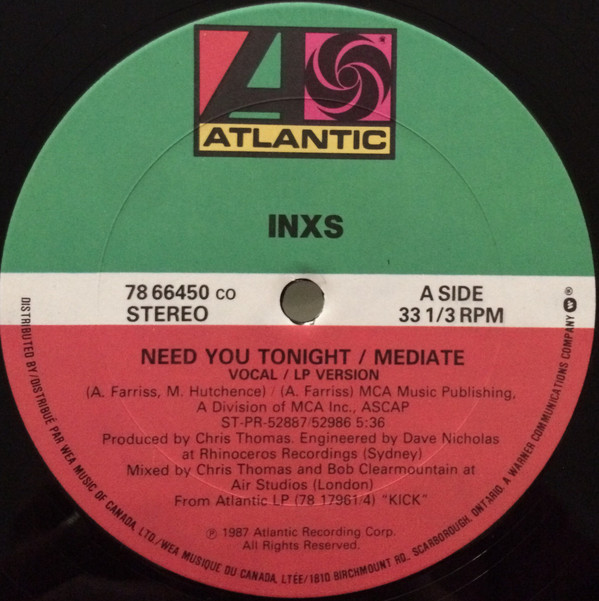 ATLANTIC
INXS
78 66450 CO
STEREO
A SIDE
33 1/3 RPM
NEED YOU TONIGHT / MEDIATE
VOCAL / LP VERSION
(A. Farriss, M. Hutchence) / (A. Farriss) MCA Music Publishing,
A Division of MCA Inc., ASCAP
ST-PR-52887/52986 5:36
Produced by Chris Thomas. Engineered by Dave Nicholas
at Rhinoceros Recordings (Sydney)
Mixed by Chris Thomas and Bob Clearmountain at
Air Studios (London)
From Atlantic LP (78 17961/4) “KICK”
℗ 1987 Atlantic Recording Corp.
All Rights Reserved.
DISTRIBUTED BY/DISTRIBUÉ PAR WEA MUSIC OF CANADA, LTD./WEA MUSIQUE DU CANADA, LTÉE/1810 BIRCHMOUNT RD., SCARBOROUGH, ONTARIO. A WARNER COMMUNICATIONS COMPANY W ®